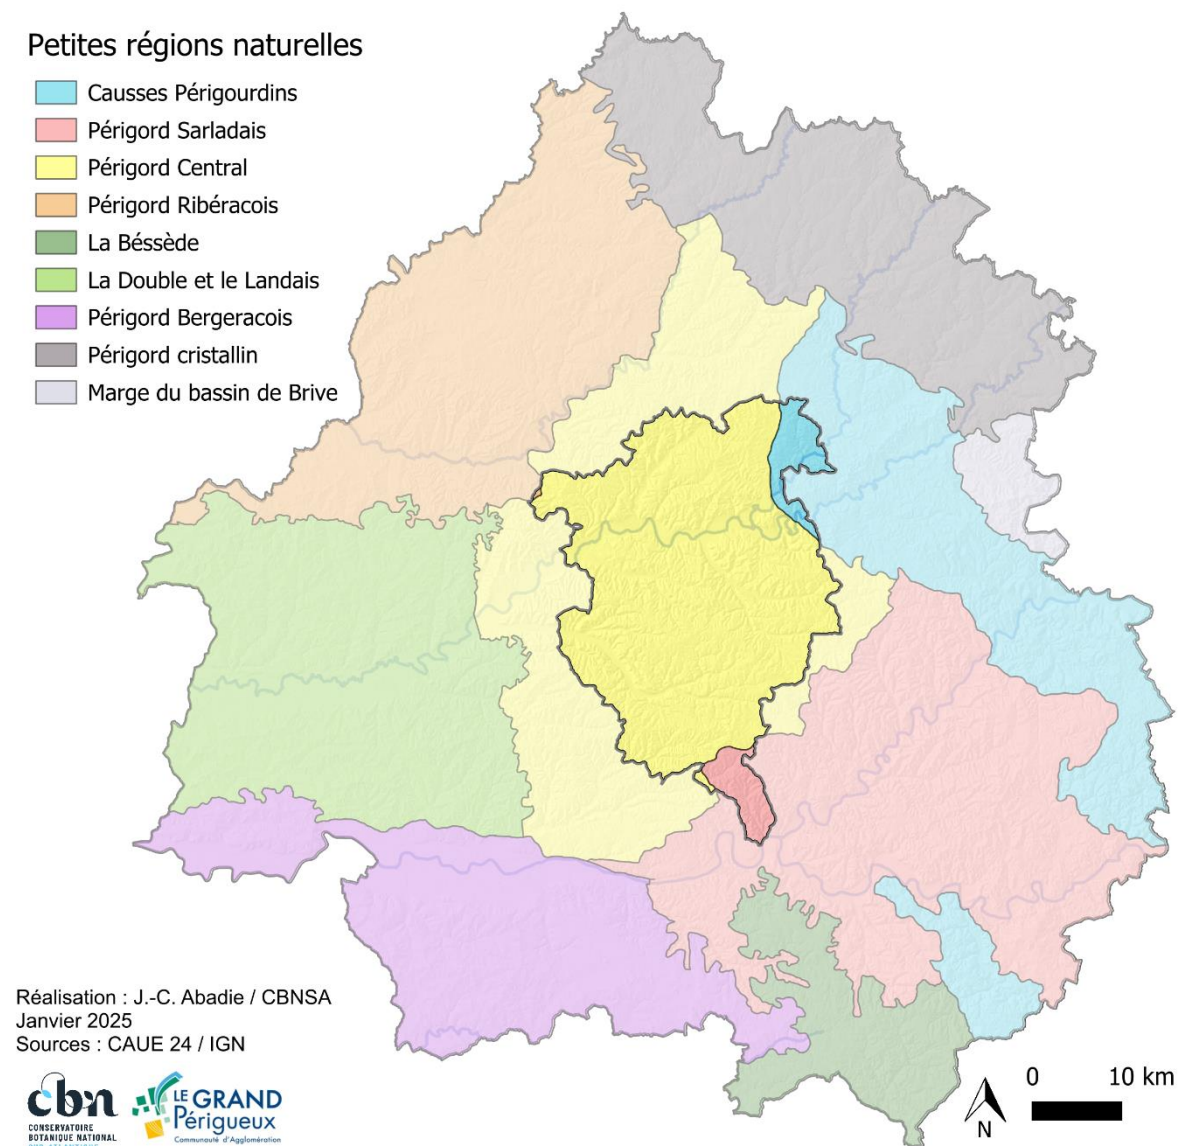 Petites régions naturelles
Causses Périgourdins
Périgord Sarladais
Périgord Central
Périgord Ribéracois
La Béssède
La Double et le Landais
Périgord Bergeracois
Périgord cristallin
Marge du bassin de Brive
Réalisation : J.-C. Abadie / CBNSA
Janvier 2025
Sources : CAUE 24 / IGN
cbn
CONSERVATOIRE
BOTANIQUE NATIONAL
LE GRAND
Périgueux
Communauté d'Agglomération
N
0 10 km